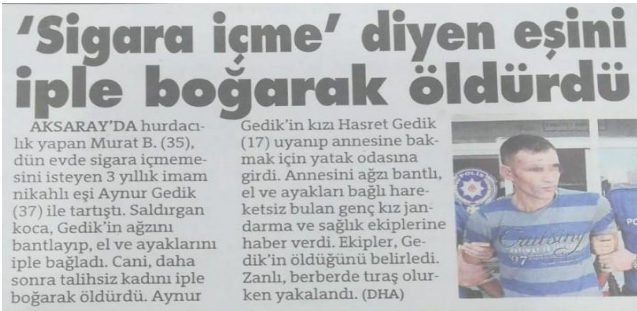 ‘Sigara içme’ diyen eşini
iple boğarak öldürdü
AKSARAY’DA hurdacı-
lık yapan Murat B. (35),
dün evde sigara içmeme-
sini isteyen 3 yıllık imam
nikahlı eşi Aynur Gedik
(37) ile tartıştı. Saldırgan
koca, Gedik’in ağzını
bantlayıp, el ve ayaklarını
iple bağladı. Cani, daha
sonra talihsiz kadını iple
boğarak öldürdü. Aynur
Gedik’in kızı Hasret Gedik
(17) uyanıp annesine bak-
mak için yatak odasına
girdi. Annesini ağzı bantlı,
el ve ayakları bağlı hare-
ketsiz bulan genç kız jan-
darma ve sağlık ekiplerine
haber verdi. Ekipler, Ge-
dik’in öldüğünü belirledi.
Zanlı, berberde tıraş olur-
ken yakalandı. (DHA)
POLİS
Cruising
'07